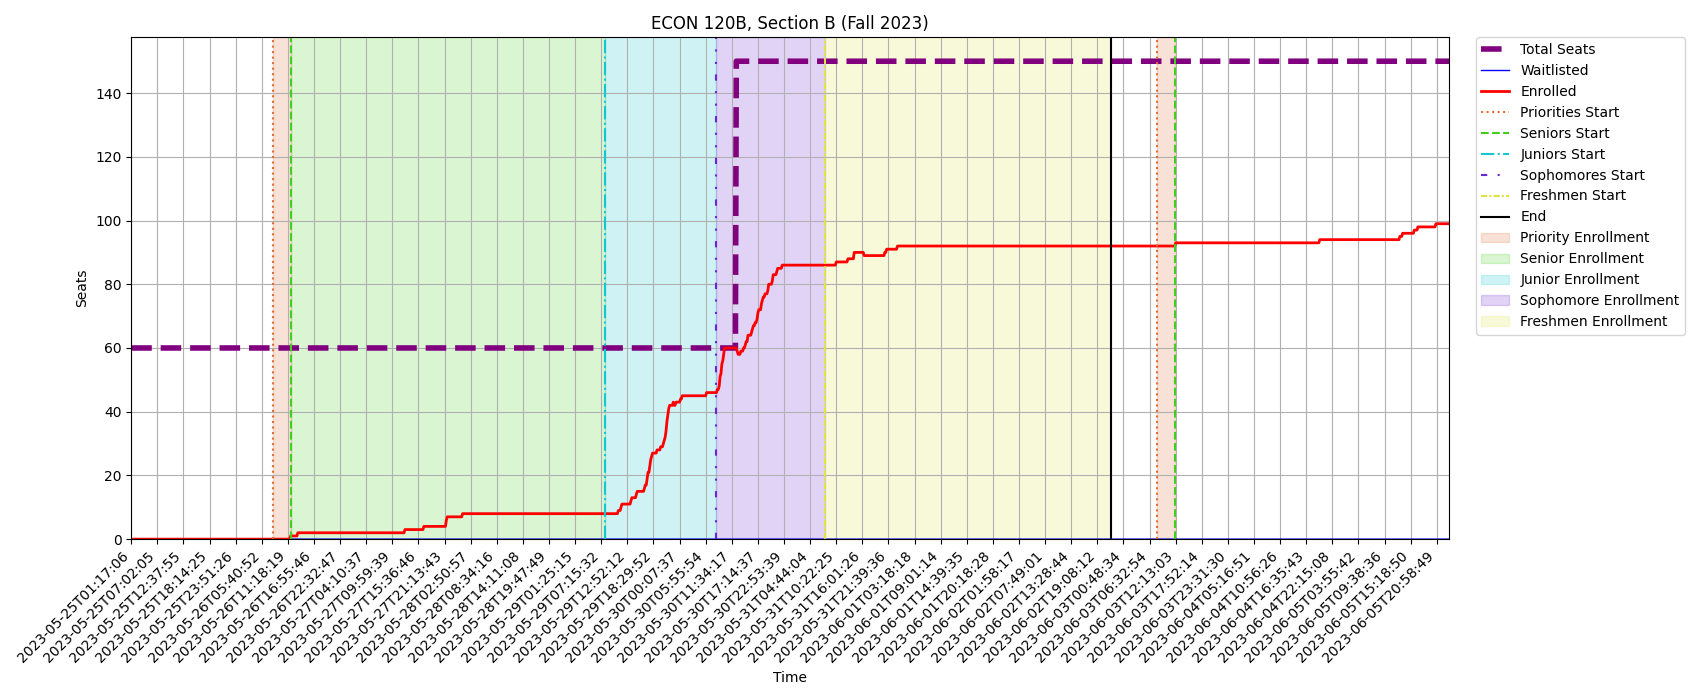 ECON 120B, Section B (Fall 2023)
Total Seats
Waitlisted
Enrolled
Priorities Start
Seniors Start
Juniors Start
Sophomores Start
Freshmen Start
End
Priority Enrollment
Senior Enrollment
Junior Enrollment
Sophomore Enrollment
Freshmen Enrollment
Seats
140
120
100
80
60
40
20
0
2023-05-25T01:17:06
2023-05-25T07:02:05
2023-05-25T12:37:55
2023-05-25T18:14:25
2023-05-25T23:51:26
2023-05-26T05:40:52
2023-05-26T11:18:19
2023-05-26T16:55:46
2023-05-26T22:32:47
2023-05-27T04:10:37
2023-05-27T09:59:39
2023-05-27T15:36:46
2023-05-27T21:13:43
2023-05-28T02:50:57
2023-05-28T08:34:16
2023-05-28T14:11:08
2023-05-28T19:47:49
2023-05-29T01:25:15
2023-05-29T07:15:32
2023-05-29T12:52:12
2023-05-29T18:29:52
2023-05-30T00:07:37
2023-05-30T05:55:54
2023-05-30T11:34:17
2023-05-30T17:14:37
2023-05-30T22:53:39
2023-05-31T04:44:04
2023-05-31T10:22:25
2023-05-31T16:01:26
2023-05-31T21:39:36
2023-06-01T03:18:18
2023-06-01T09:01:14
2023-06-01T14:39:35
2023-06-01T20:18:28
2023-06-02T01:58:17
2023-06-02T07:49:01
2023-06-02T13:28:44
2023-06-02T19:08:12
2023-06-03T00:48:34
2023-06-03T06:32:54
2023-06-03T12:13:03
2023-06-03T17:52:14
2023-06-03T23:31:30
2023-06-04T05:16:51
2023-06-04T10:56:26
2023-06-04T16:35:43
2023-06-04T22:15:08
2023-06-05T03:55:42
2023-06-05T09:38:36
2023-06-05T15:18:50
2023-06-05T20:58:49
Time